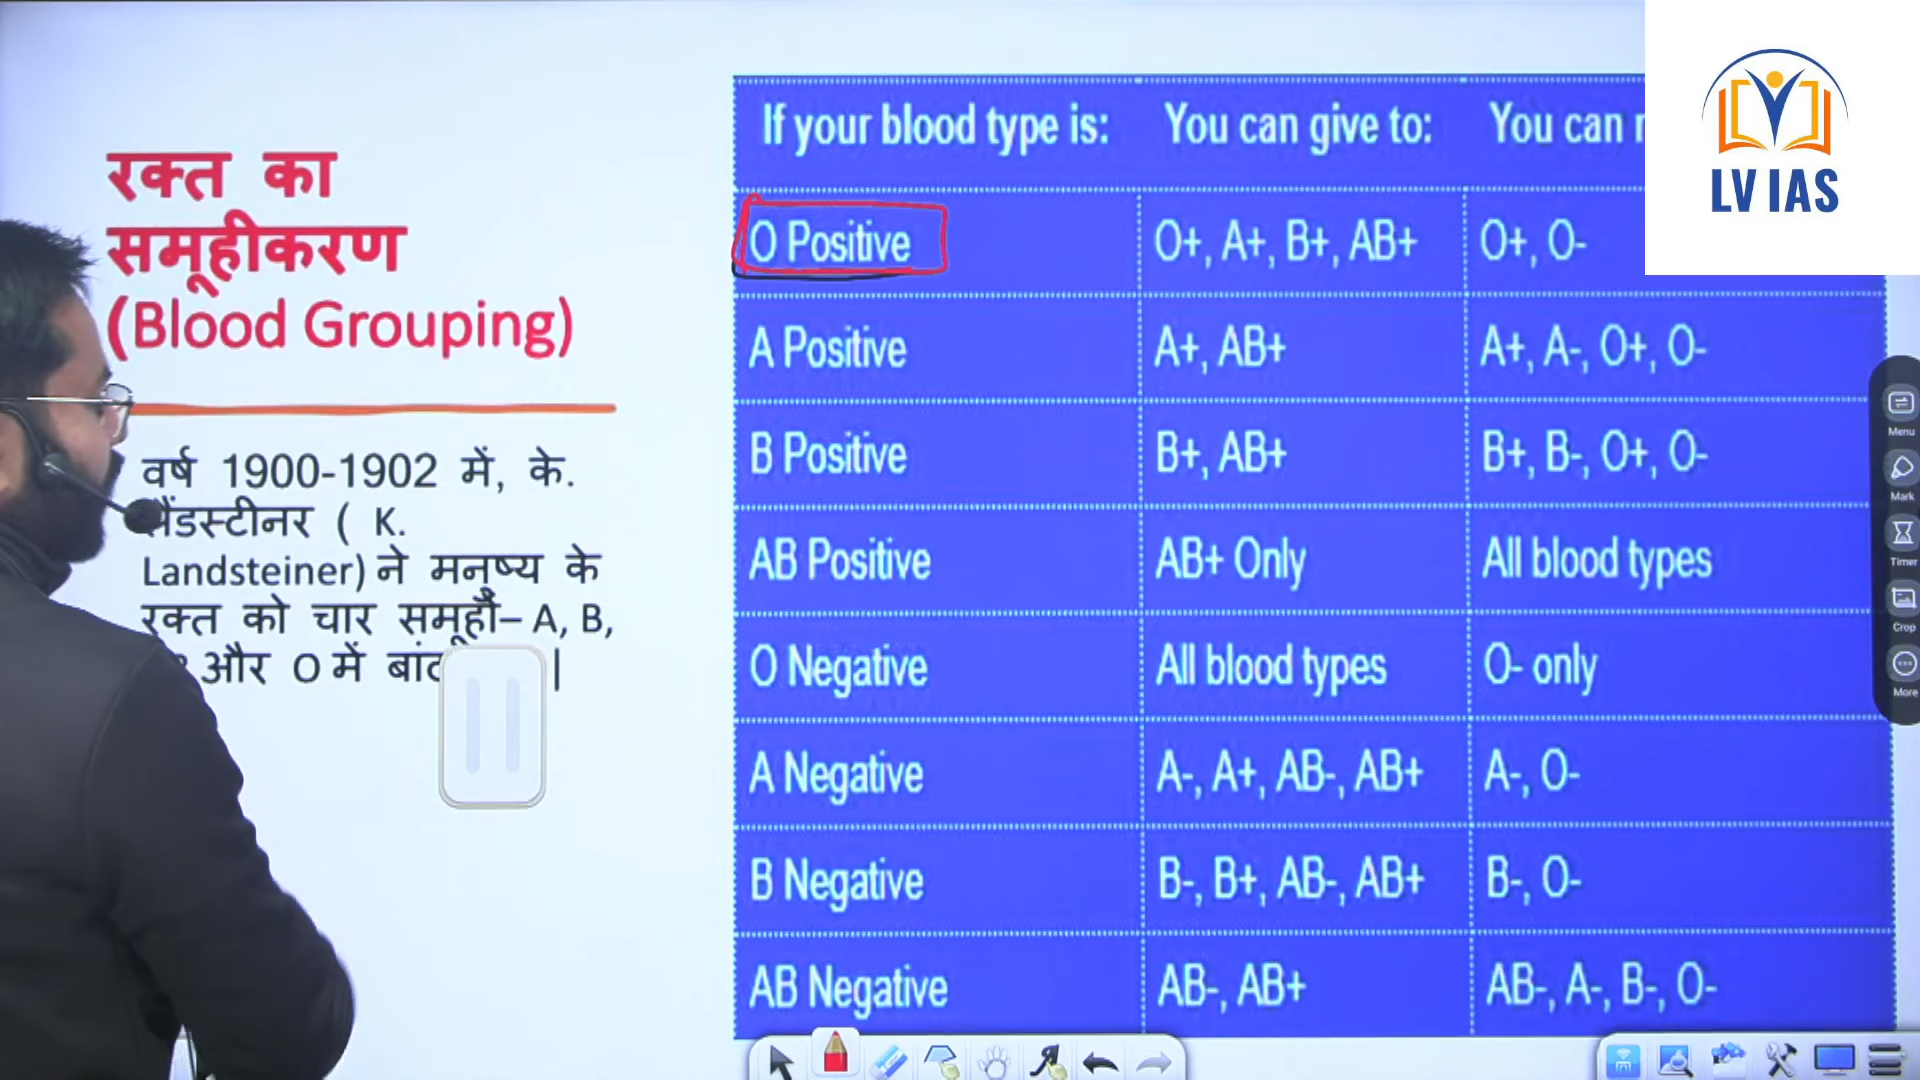 रक्त का
समूहीकरण
(Blood Grouping)
वर्ष 1900-1902 में, के.
( K.
Landsteiner) ने मनुष्य के
रक्त को चार समूहों– A, B,
और O में |
If your blood type is: You can give to: You can
O Positive O+, A+, B+, AB+ O+, O-
A Positive A+, AB+ A+, A-, O+, O-
B Positive B+, AB+ B+, B-, O+, O-
AB Positive AB+ Only All blood types
O Negative All blood types O- only
A Negative A-, A+, AB-, AB+ A-, O-
B Negative B-, B+, AB-, AB+ B-, O-
AB Negative AB-, AB+ AB-, A-, B-, O-
LV IAS
Menu
Mark
Timer
Crop
More